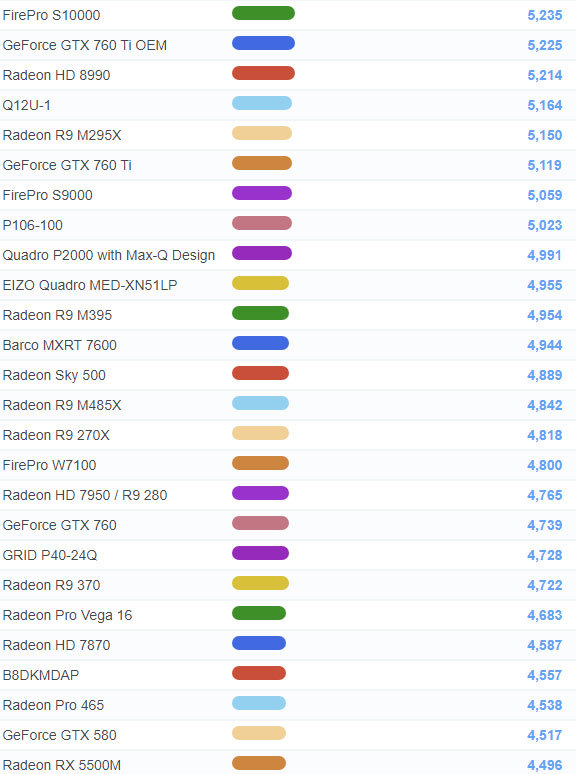 FirePro S10000 5,235
GeForce GTX 760 Ti OEM 5,225
Radeon HD 8990 5,214
Q12U-1 5,164
Radeon R9 M295X 5,150
GeForce GTX 760 Ti 5,119
FirePro S9000 5,059
P106-100 5,023
Quadro P2000 with Max-Q Design 4,991
EIZO Quadro MED-XN51LP 4,955
Radeon R9 M395 4,954
Barco MXRT 7600 4,944
Radeon Sky 500 4,889
Radeon R9 M485X 4,842
Radeon R9 270X 4,818
FirePro W7100 4,800
Radeon HD 7950 / R9 280 4,765
GeForce GTX 760 4,739
GRID P40-24Q 4,728
Radeon R9 370 4,722
Radeon Pro Vega 16 4,683
Radeon HD 7870 4,587
B8DKMDAP 4,557
Radeon Pro 465 4,538
GeForce GTX 580 4,517
Radeon RX 5500M 4,496